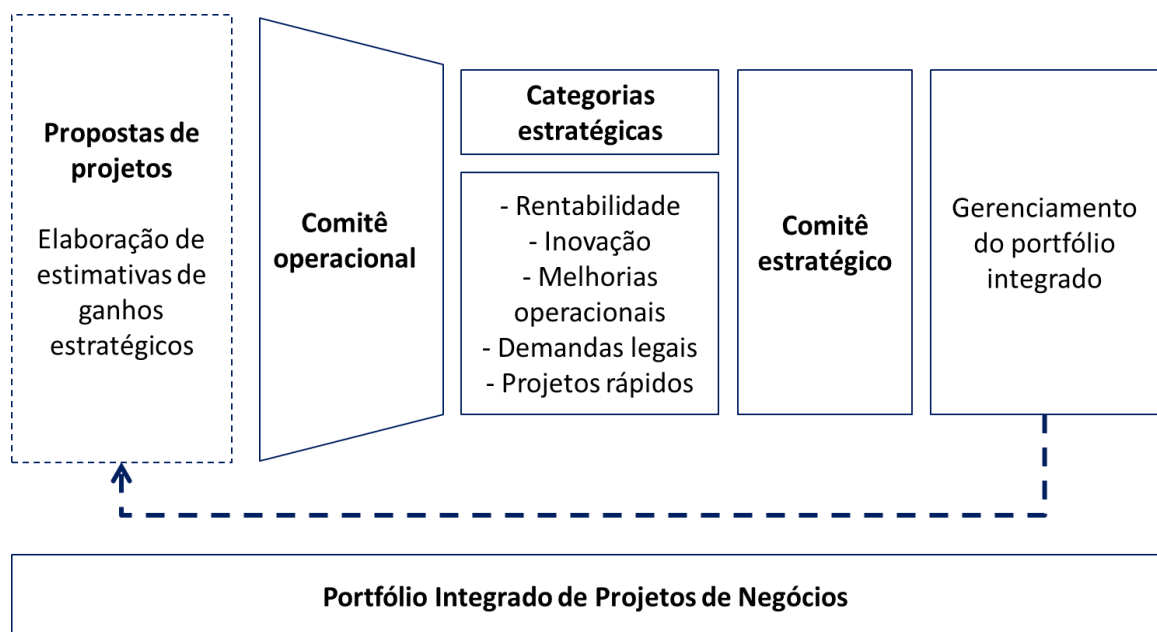 Propostas de
projetos
Elaboração de
estimativas de
ganhos
estratégicos
Comitê
operacional
Categorias
estratégicas
- Rentabilidade
- Inovação
- Melhorias
operacionais
- Demandas legais
- Projetos rápidos
Comitê
estratégico
Gerenciamento
do portfólio
integrado
Portfólio Integrado de Projetos de Negócios